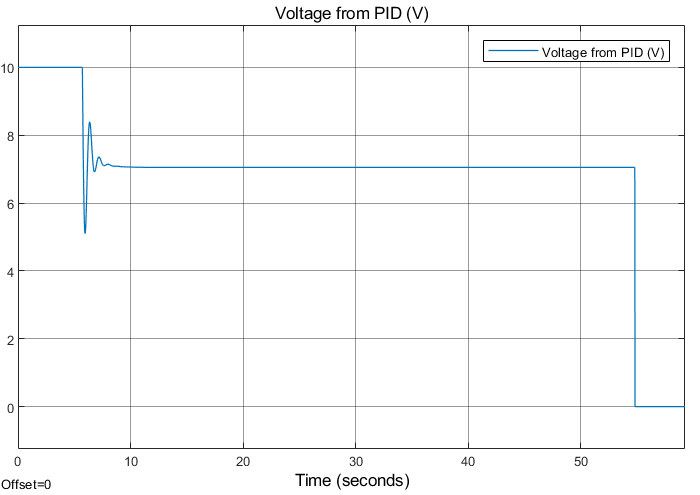 Voltage from PID (V)
Voltage from PID (V)
10
8
6
4
2
0
0 10 20 30 40 50
Time (seconds)
Offset=0